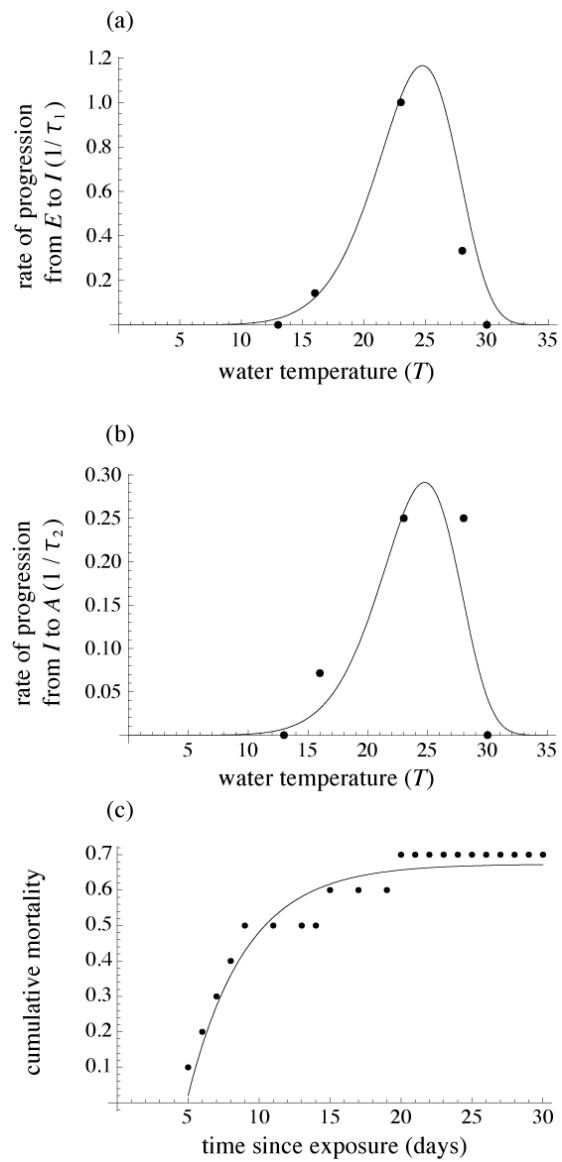 (a)
rate of progression
from E to I (1/τ1)
1.2
1.0
0.8
0.6
0.4
0.2
5 10 15 20 25 30 35
water temperature (T)
(b)
rate of progression
from I to A (1 / τ2)
0.30
0.25
0.20
0.15
0.10
0.05
5 10 15 20 25 30 35
water temperature (T)
(c)
cumulative mortality
0.7
0.6
0.5
0.4
0.3
0.2
0.1
5 10 15 20 25 30
time since exposure (days)